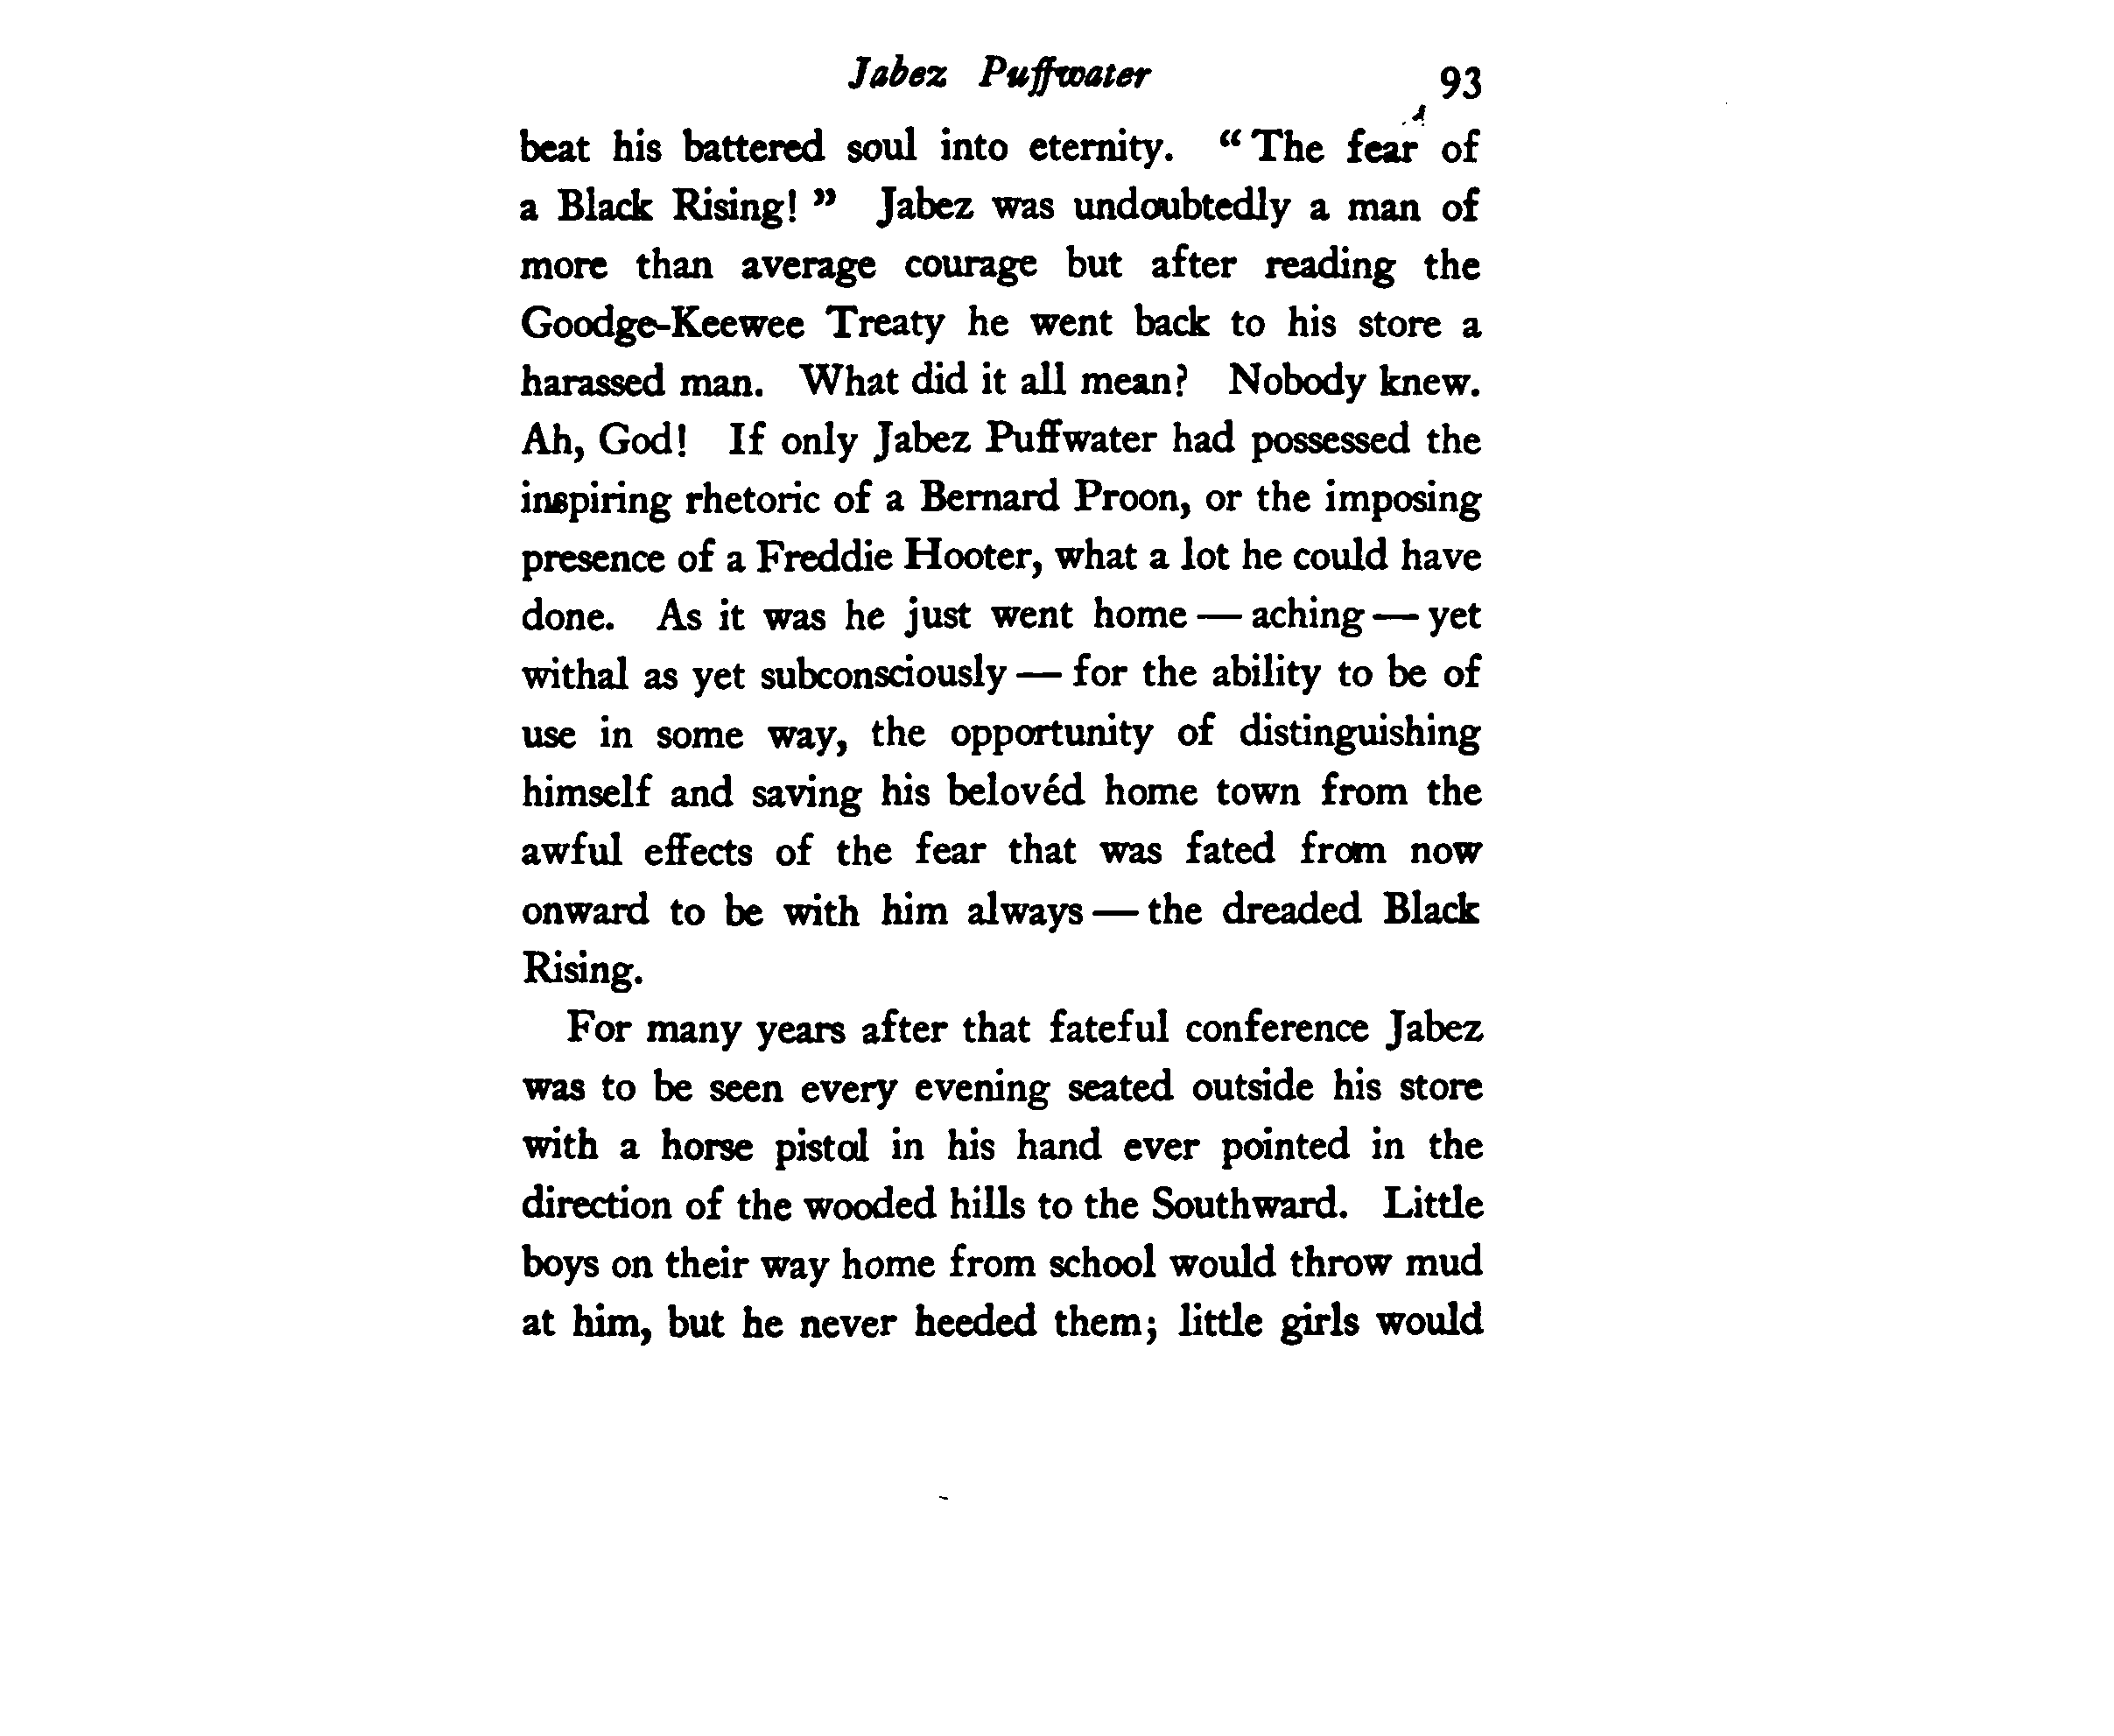 Jabez Puffwater 93
beat his battered soul into eternity. “The fear of
a Black Rising!” Jabez was undoubtedly a man of
more than average courage but after reading the
Goodge-Keewee Treaty he went back to his store a
harassed man. What did it all mean? Nobody knew.
Ah, God! If only Jabez Puffwater had possessed the
inspiring rhetoric of a Bernard Proon, or the imposing
presence of a Freddie Hooter, what a lot he could have
done. As it was he just went home — aching — yet
withal as yet subconsciously — for the ability to be of
use in some way, the opportunity of distinguishing
himself and saving his belovéd home town from the
awful effects of the fear that was fated from now
onward to be with him always — the dreaded Black
Rising.
For many years after that fateful conference Jabez
was to be seen every evening seated outside his store
with a horse pistol in his hand ever pointed in the
direction of the wooded hills to the Southward. Little
boys on their way home from school would throw mud
at him, but he never heeded them; little girls would